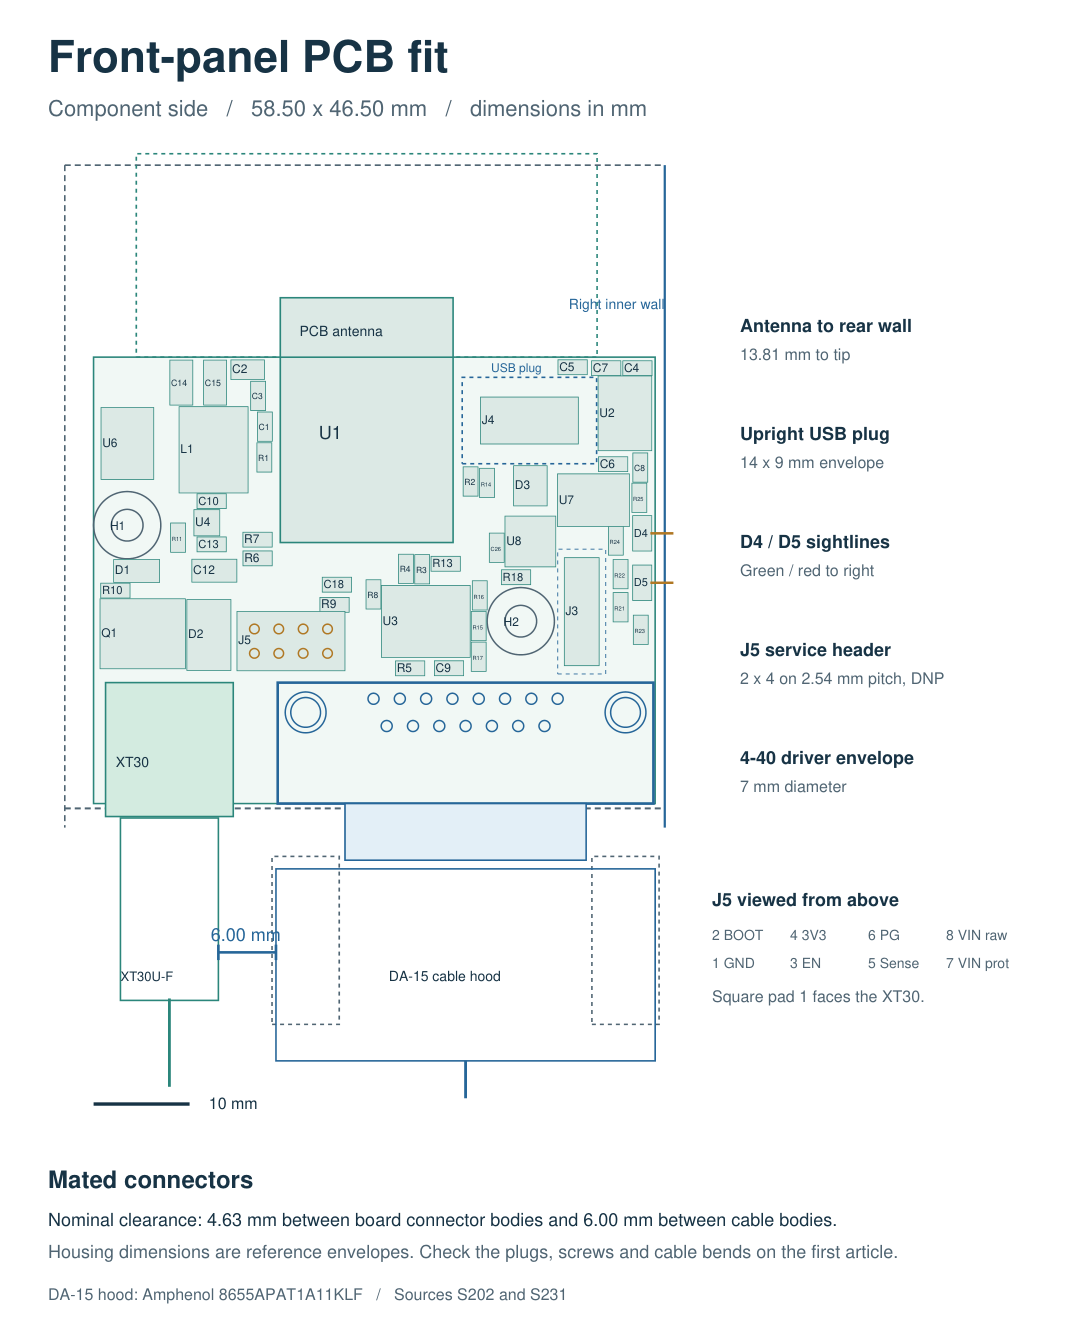 Front-panel PCB fit
Component side / 58.50 x 46.50 mm / dimensions in mm
Right inner wall
PCB antenna
USB plug
C5
C7
C4
C14
C15
C2
C3
C1
R1
U6
L1
U1
J4
U2
C6
C8
R2
R14
D3
U7
R25
C10
H1
U4
R11
C13
R7
R6
U8
C26
R24
D4
D1
C12
R10
C18
R9
R4
R3
R13
R8
R18
R16
R22
D5
Q1
D2
J5
U3
R15
H2
J3
R21
R23
R17
R5
C9
XT30
6.00 mm
XT30U-F
DA-15 cable hood
10 mm
Antenna to rear wall
13.81 mm to tip
Upright USB plug
14 x 9 mm envelope
D4 / D5 sightlines
Green / red to right
J5 service header
2 x 4 on 2.54 mm pitch, DNP
4-40 driver envelope
7 mm diameter
J5 viewed from above
2 BOOT 4 3V3 6 PG 8 VIN raw
1 GND 3 EN 5 Sense 7 VIN prot
Square pad 1 faces the XT30.
Mated connectors
Nominal clearance: 4.63 mm between board connector bodies and 6.00 mm between cable bodies.
Housing dimensions are reference envelopes. Check the plugs, screws and cable bends on the first article.
DA-15 hood: Amphenol 8655APAT1A11KLF / Sources S202 and S231